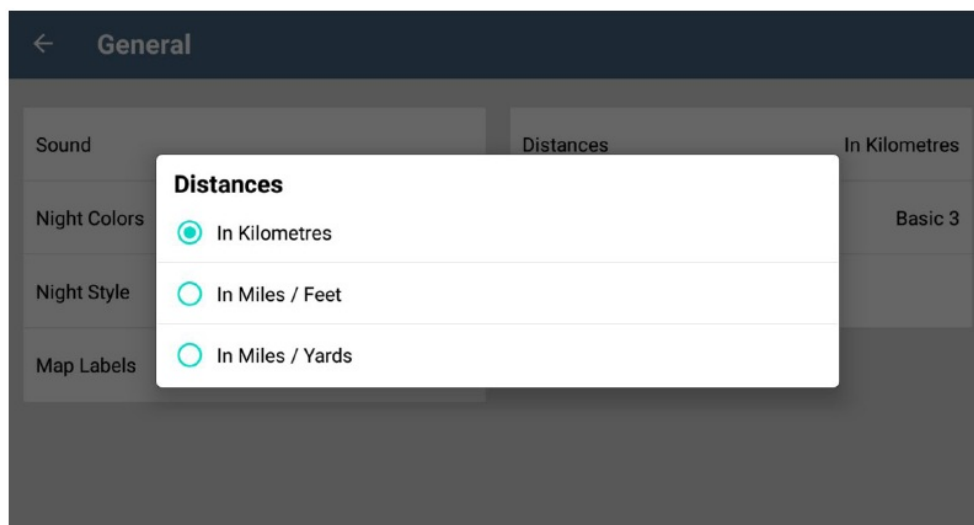 General
Sound
Distances
In Kilometres
Distances
In Kilometres
Night Colors
Basic 3
Night Style
In Miles / Feet
Map Labels
In Miles / Yards